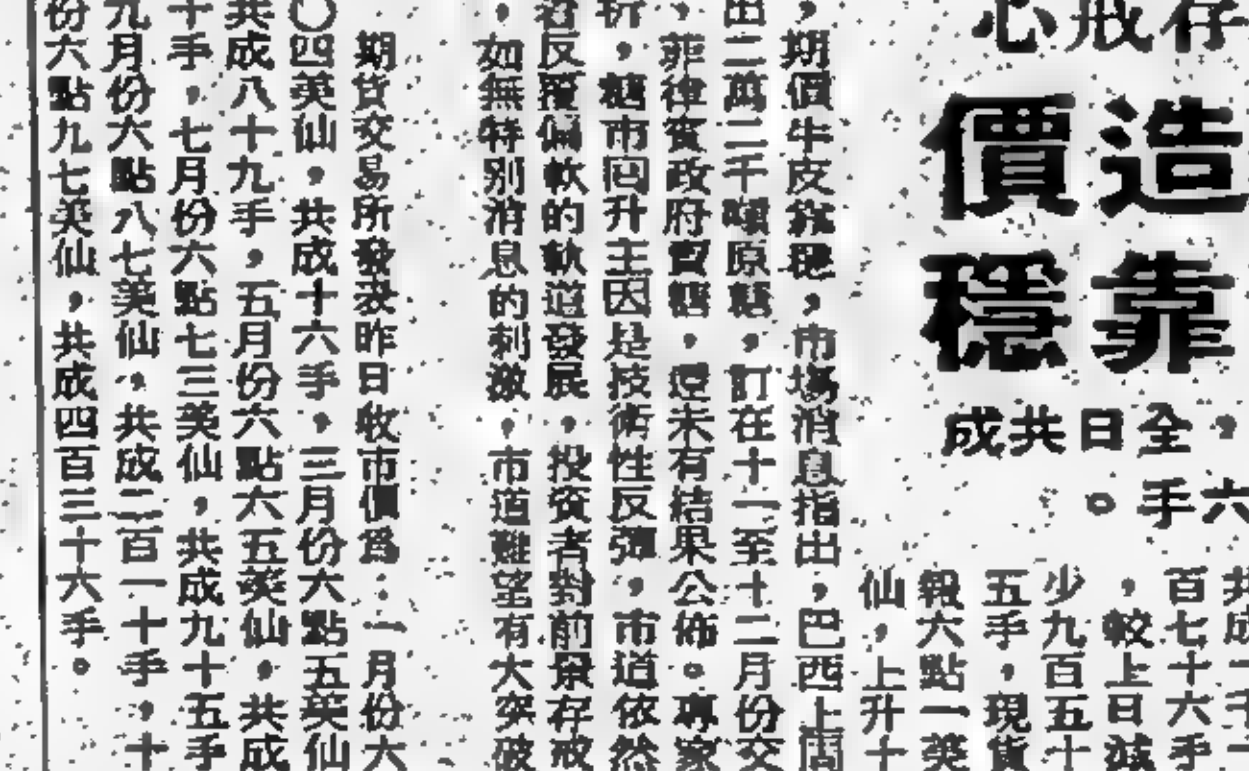 存戒心
造價
靠穩
，全日共成
六手。
共成一千一
百七十六手
，較上日減
少九百五十
五手，現貨
報六點一美
仙，上升十
，期價牛皮靠穩，市場消息指出，巴西上周
出二萬二千噸原糖，訂在十一至十二月份交
，菲律賓政府賣糖，還未有結果公佈。專家
析，糖市回升主因是技術性反彈，市道依然
者反覆偏軟的軟道發展，投資者對前景存戒
，如無特別消息的刺激，市道難望有大突破
期貨交易所發表昨日收市價爲：一月份六
〇四美仙，共成十六手，三月份六點五美仙
共成八十九手，五月份六點六五美仙，共成
十手，七月份六點七三美仙，共成九十五手
九月份六點八七美仙，共成二百一十手，十
份六點九七美仙，共成四百三十六手。